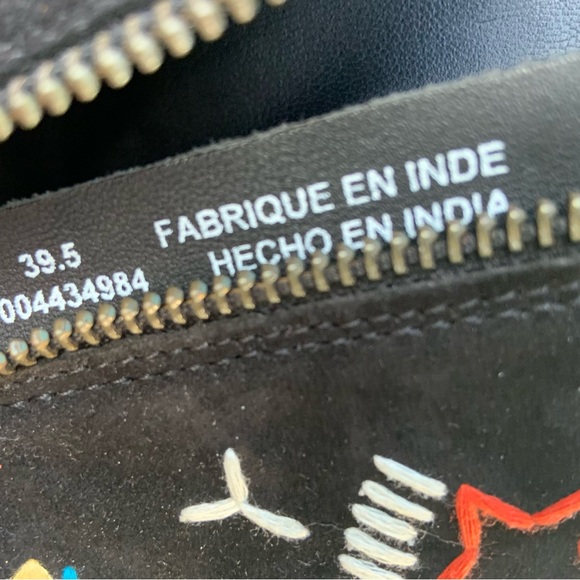 39.5
004434984
FABRIQUE EN INDE
HECHO EN INDIA